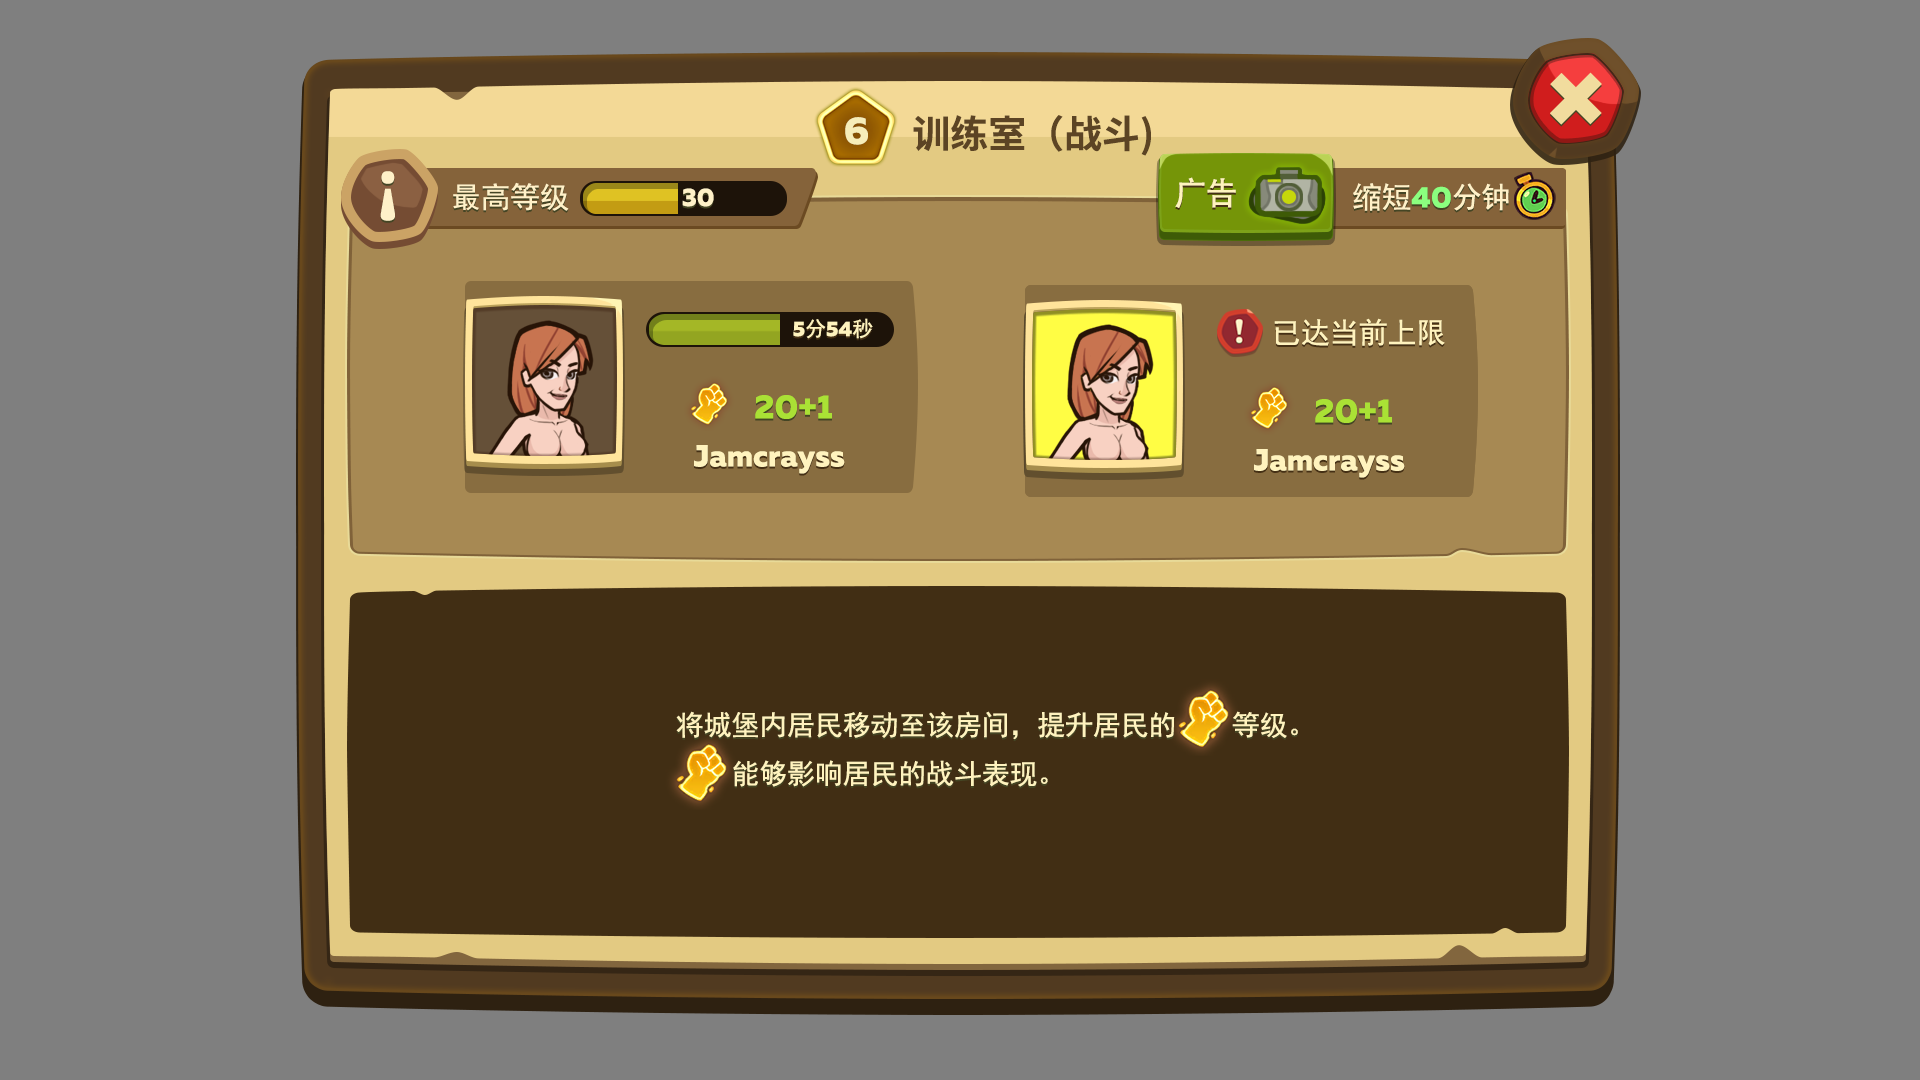 6 训练室（战斗)
最高等级 30
广告 缩短40分钟
5分54秒
20+1
Jamcrayss
已达当前上限
20+1
Jamcrayss
将城堡内居民移动至该房间，提升居民的等级。
能够影响居民的战斗表现。